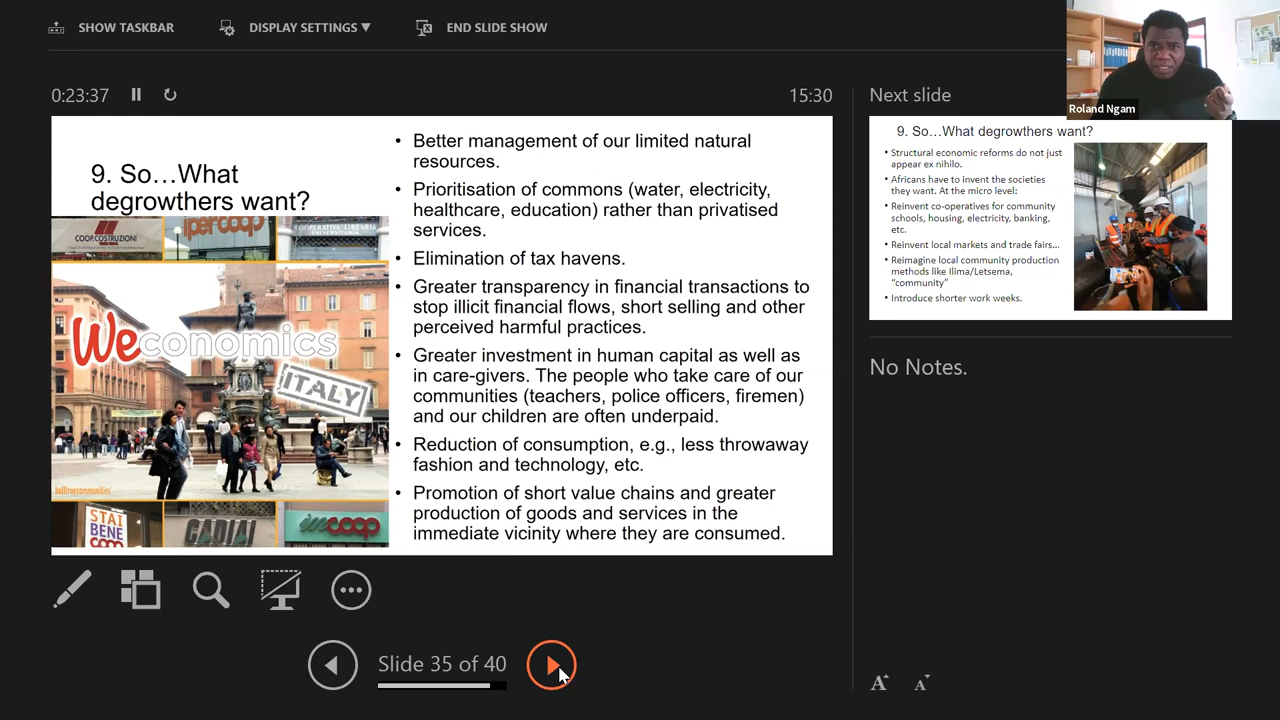 SHOW TASKBAR
DISPLAY SETTINGS ▼
END SLIDE SHOW
0:23:37
15:30
Next slide
Roland Ngam
9. So…What
degrowthers want?
COOP.COSTRUZIONI
ipercoop
COOPERATIVA LIBRARIA
UNIVERSITARIA
Weconomics
ITALY
STAI
BENE
COOP
CADIAI
incoop
• Better management of our limited natural
resources.
• Prioritisation of commons (water, electricity,
healthcare, education) rather than privatised
services.
• Elimination of tax havens.
• Greater transparency in financial transactions to
stop illicit financial flows, short selling and other
perceived harmful practices.
• Greater investment in human capital as well as
in care-givers. The people who take care of our
communities (teachers, police officers, firemen)
and our children are often underpaid.
• Reduction of consumption, e.g., less throwaway
fashion and technology, etc.
• Promotion of short value chains and greater
production of goods and services in the
immediate vicinity where they are consumed.
9. So…What degrowthers want?
• Structural economic reforms do not just
appear ex nihilo.
• Africans have to invent the societies
they want. At the micro level:
• Reinvent co-operatives for community
schools, housing, electricity, banking,
etc.
• Reinvent local markets and trade fairs…
• Reimagine local community production
methods like Ilima/Letsema,
"community"
• Introduce shorter work weeks.
No Notes.
Slide 35 of 40
A
A